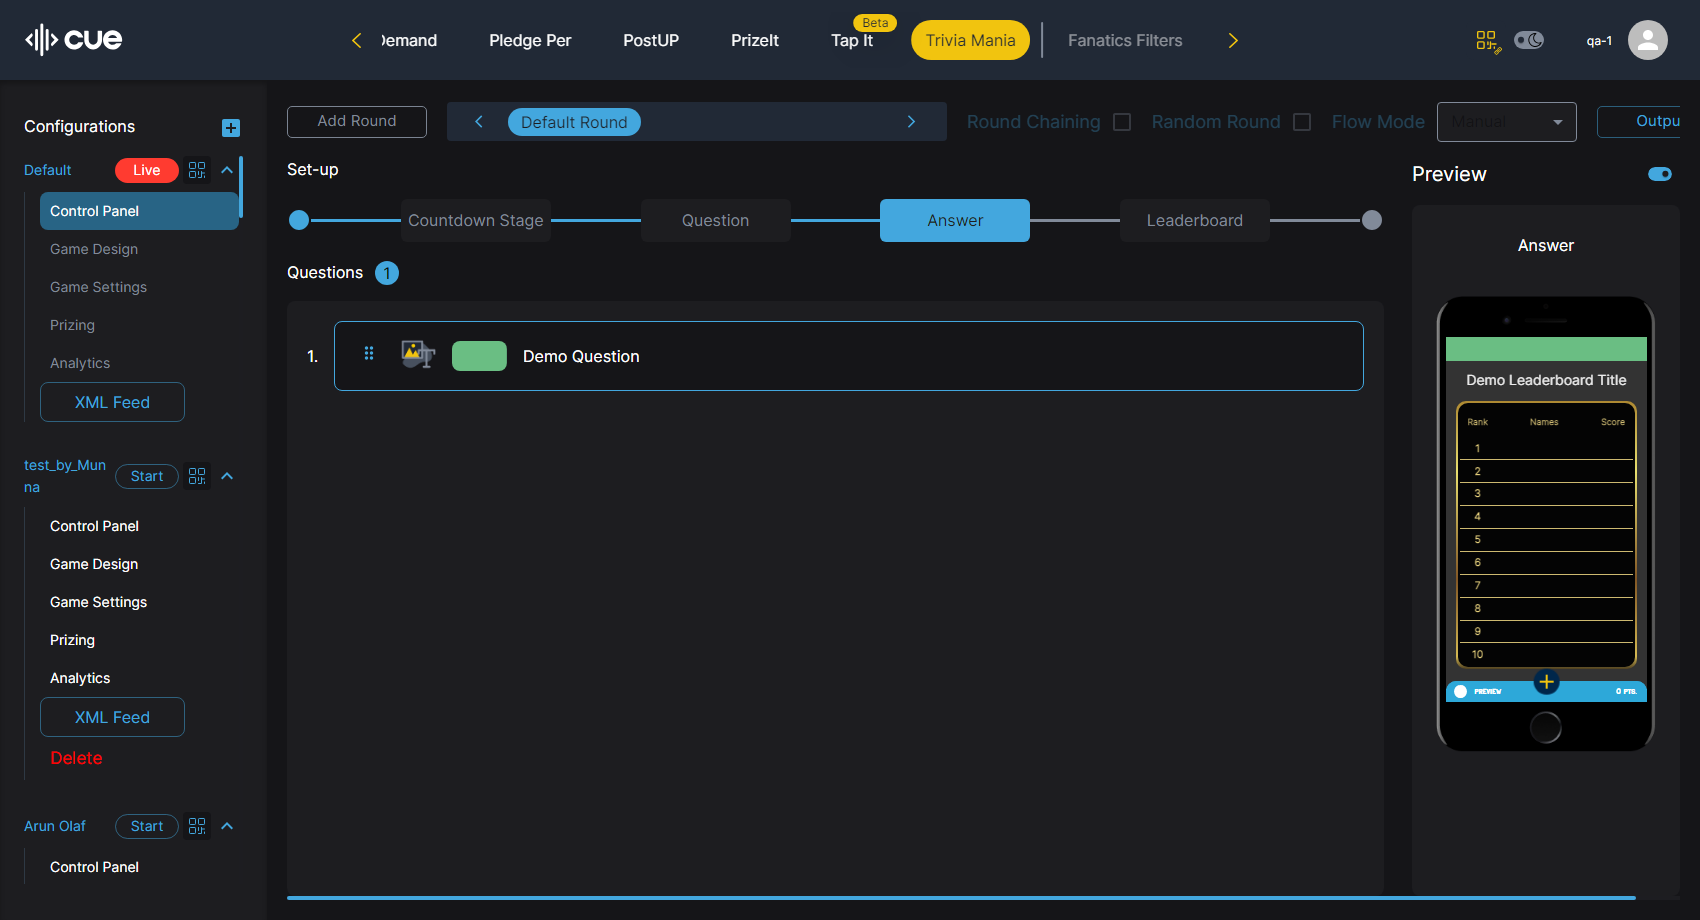 cue
Demand
Pledge Per
PostUP
PrizeIt
Tap It
Beta
Trivia Mania
Fanatics Filters
qa-1
Configurations
Default
Live
Control Panel
Game Design
Game Settings
Prizing
Analytics
XML Feed
test_by_Mun
na
Start
Control Panel
Game Design
Game Settings
Prizing
Analytics
XML Feed
Delete
Arun Olaf
Start
Control Panel
Add Round
Default Round
Round Chaining
Random Round
Flow Mode
Manual
Outpu
Set-up
Countdown Stage
Question
Answer
Leaderboard
Questions 1
1.
Demo Question
Preview
Answer
Demo Leaderboard Title
Rank Names Score
1
2
3
4
5
6
7
8
9
10
PREVIEW
0 PTS.